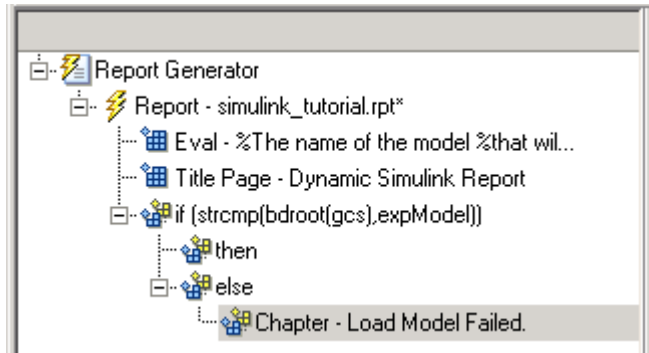 Report Generator
Report - simulink_tutorial.rpt*
Eval - %The name of the model %that wil...
Title Page - Dynamic Simulink Report
if (strcmp(bdroot(gcs),expModel))
then
else
Chapter - Load Model Failed.